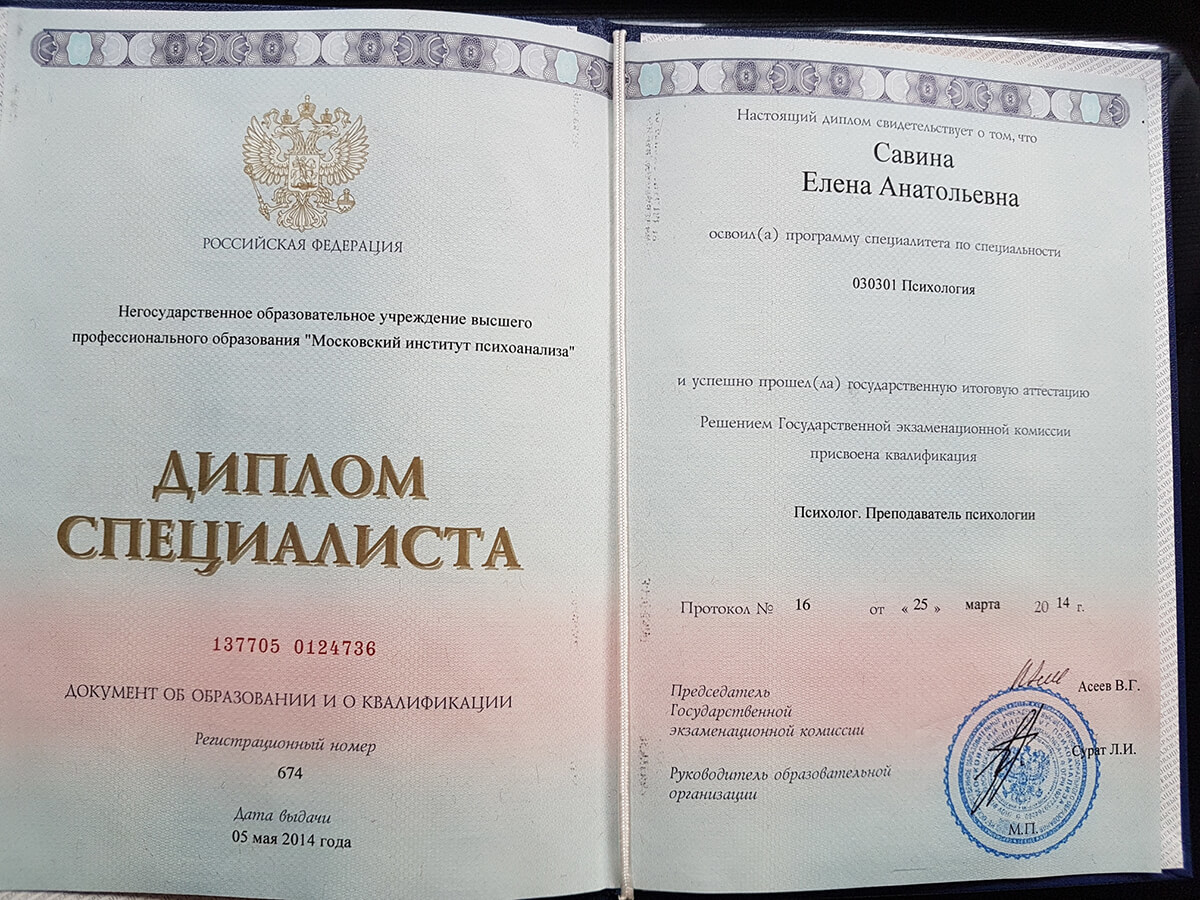 РОССИЙСКАЯ ФЕДЕРАЦИЯ
Негосударственное образовательное учреждение высшего
профессионального образования "Московский институт психоанализа"
ДИПЛОМ
СПЕЦИАЛИСТА
137705 0124736
ДОКУМЕНТ ОБ ОБРАЗОВАНИИ И О КВАЛИФИКАЦИИ
Регистрационный номер
674
Дата выдачи
05 мая 2014 года
Настоящий диплом свидетельствует о том, что
Савина
Елена Анатольевна
освоил(а) программу специалитета по специальности
030301 Психология
и успешно прошел(ла) государственную итоговую аттестацию
Решением Государственной экзаменационной комиссии
присвоена квалификация
Психолог. Преподаватель психологии
Протокол № 16 от « 25 » марта 20 14 г.
Председатель
Государственной
экзаменационной комиссии
Асеев В.Г.
Руководитель образовательной
организации
Сурат Л.И.
М.П.